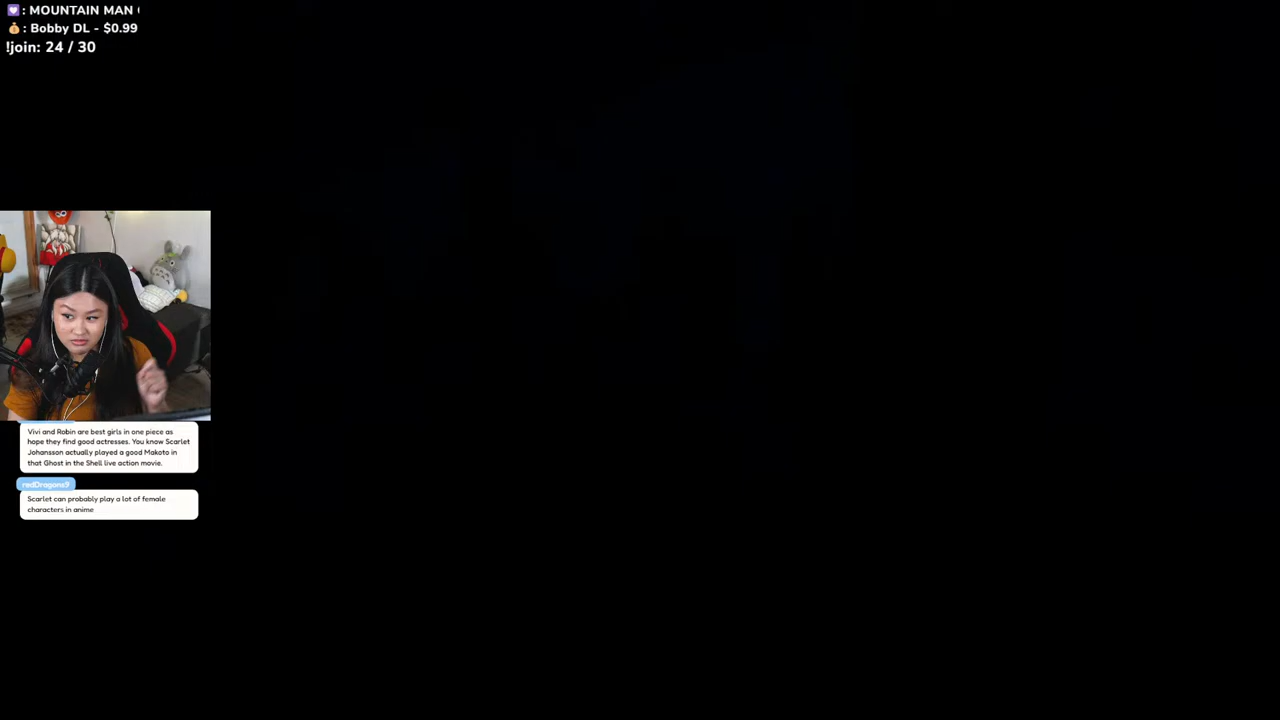 : MOUNTAIN MAN
: Bobby DL - $0.99
!join: 24 / 30
Vivi and Robin are best girls in one piece as
hope they find good actresses. You know Scarlet
Johansson actually played a good Makoto in
that Ghost in the Shell live action movie.
redDragone9
Scarlet can probably play a lot of female
characters in anime